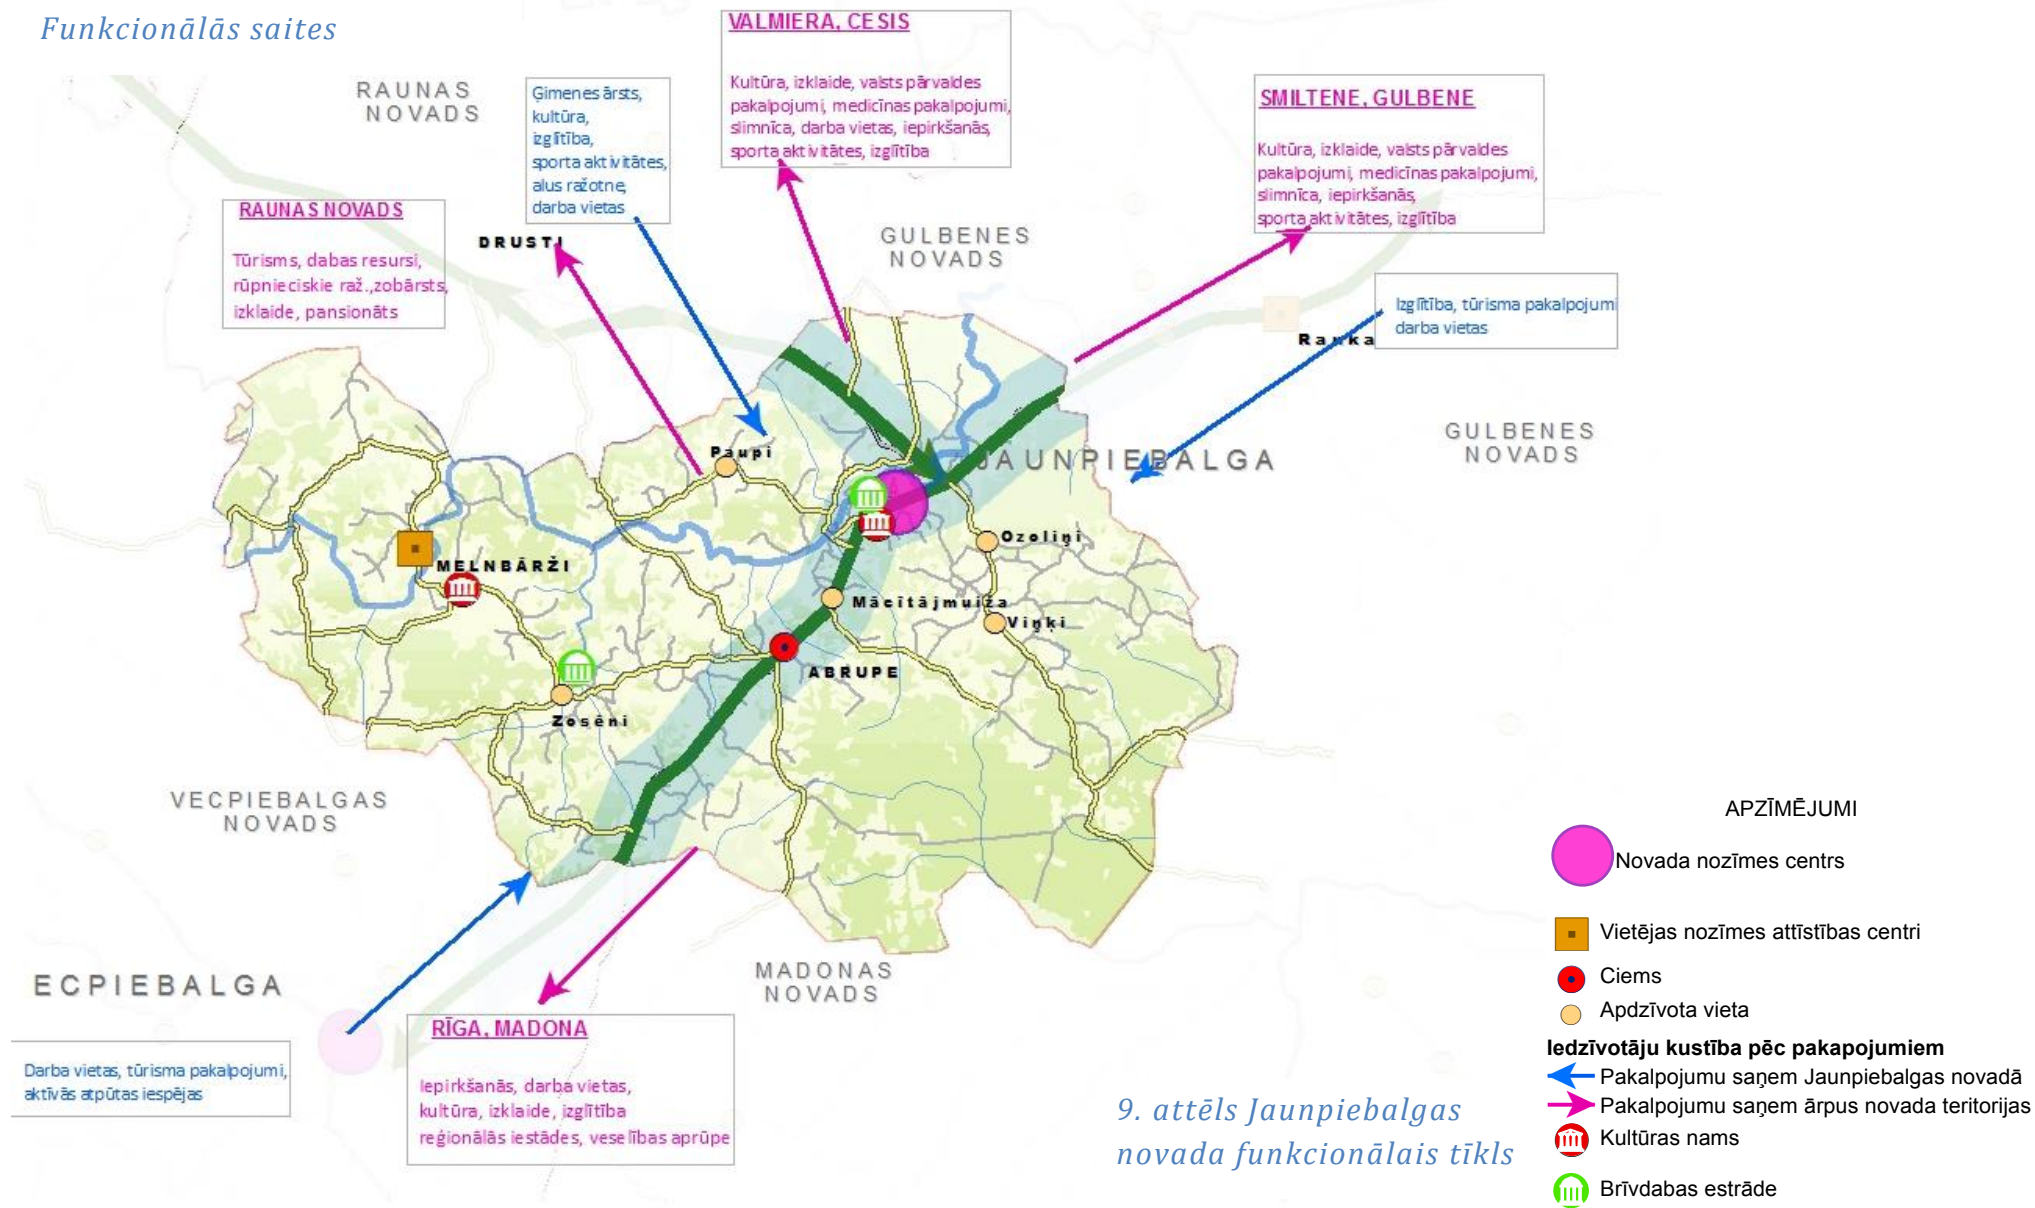 Funkcionālās saites
RAUNAS
NOVADS
Ģimenes ārsts,
kultūra,
izglītība,
sporta aktivitātes,
alus ražotne,
darba vietas
VALMIERA, CESIS
Kultūra, izklaide, valsts pārvaldes
pakalpojumi, medicīnas pakalpojumi,
slimnīca, darba vietas, iepirkšanās,
sporta aktivitātes, izglītība
SMILTENE, GULBENE
Kultūra, izklaide, valsts pārvaldes
pakalpojumi, medicīnas pakalpojumi,
slimnīca, iepirkšanās,
sporta aktivitātes, izglītība
RAUNAS NOVADS
Tūrisms, dabas resursi,
rūpnieciskie raž.,zobārsts,
izklaide, pansionāts
DRUSTI
GULBENES
NOVADS
Izglītība, tūrisma pakalpojumi
darba vietas
Rauka
GULBENES
NOVADS
Paupi
JAUNPIEBALGA
Ozoliņi
MELNBĀRŽI
Mācītājmuiža
Viņķi
ABRUPE
Zosēni
VECPIEBALGAS
NOVADS
ECPIEBALGA
MADONAS
NOVADS
Darba vietas, tūrisma pakalpojumi,
aktīvās atpūtas iespējas
RĪGA, MADONA
Iepirkšanās, darba vietas,
kultūra, izklaide, izglītība
reģionālās iestādes, veselības aprūpe
9. attēls Jaunpiebalgas
novada funkcionālais tīkls
APZĪMĒJUMI
Novada nozīmes centrs
Vietējas nozīmes attīstības centri
Ciems
Apdzīvota vieta
Iedzīvotāju kustība pēc pakapojumiem
Pakalpojumu saņem Jaunpiebalgas novadā
Pakalpojumu saņem ārpus novada teritorijas
Kultūras nams
Brīvdabas estrāde